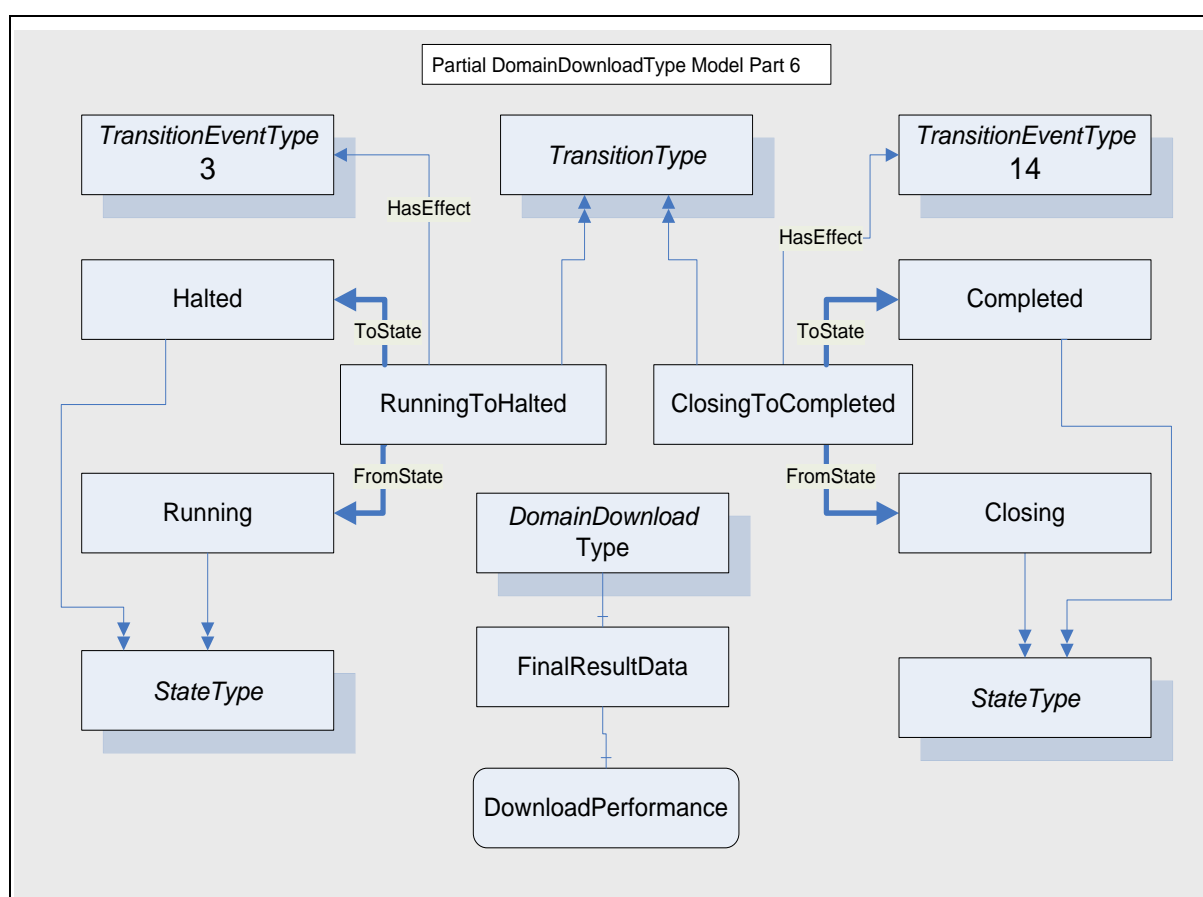 Partial DomainDownloadType Model Part 6
TransitionEventType
3
TransitionType
TransitionEventType
14
HasEffect
HasEffect
Halted
Completed
ToState
ToState
RunningToHalted
ClosingToCompleted
FromState
FromState
Running
DomainDownload
Type
Closing
FinalResultData
StateType
StateType
DownloadPerformance